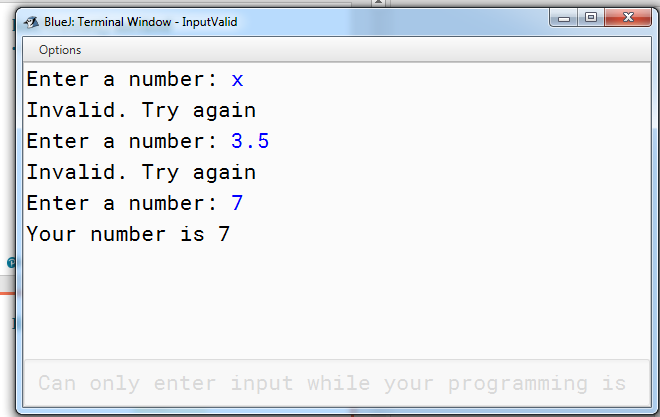 BlueJ: Terminal Window - InputValid
Options
Enter a number: x
Invalid. Try again
Enter a number: 3.5
Invalid. Try again
Enter a number: 7
Your number is 7
Can only enter input while your programming is